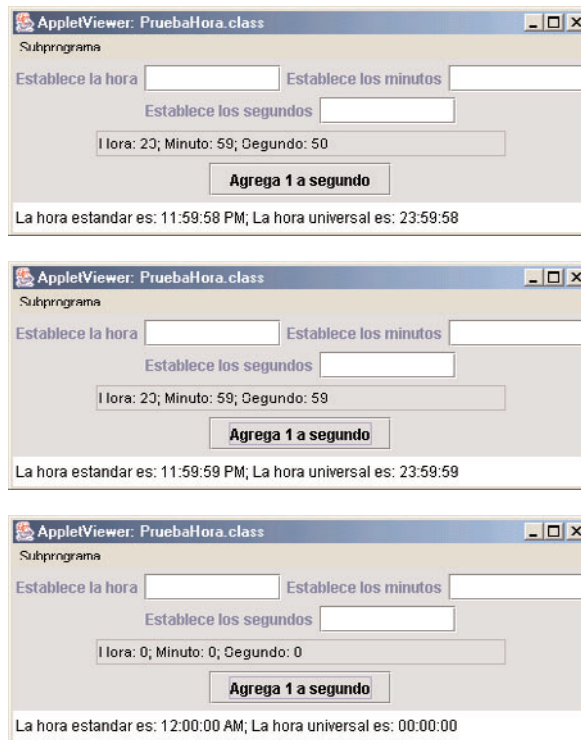 AppletViewer: PruebaHora.class
Subprograma
Establece la hora Establece los minutos
Establece los segundos
Hora: 23; Minuto: 59; Segundo: 58
Agrega 1 a segundo
La hora estandar es: 11:59:58 PM; La hora universal es: 23:59:58
AppletViewer: PruebaHora.class
Subprograma
Establece la hora Establece los minutos
Establece los segundos
Hora: 23; Minuto: 59; Segundo: 59
Agrega 1 a segundo
La hora estandar es: 11:59:59 PM; La hora universal es: 23:59:59
AppletViewer: PruebaHora.class
Subprograma
Establece la hora Establece los minutos
Establece los segundos
Hora: 0; Minuto: 0; Segundo: 0
Agrega 1 a segundo
La hora estandar es: 12:00:00 AM; La hora universal es: 00:00:00